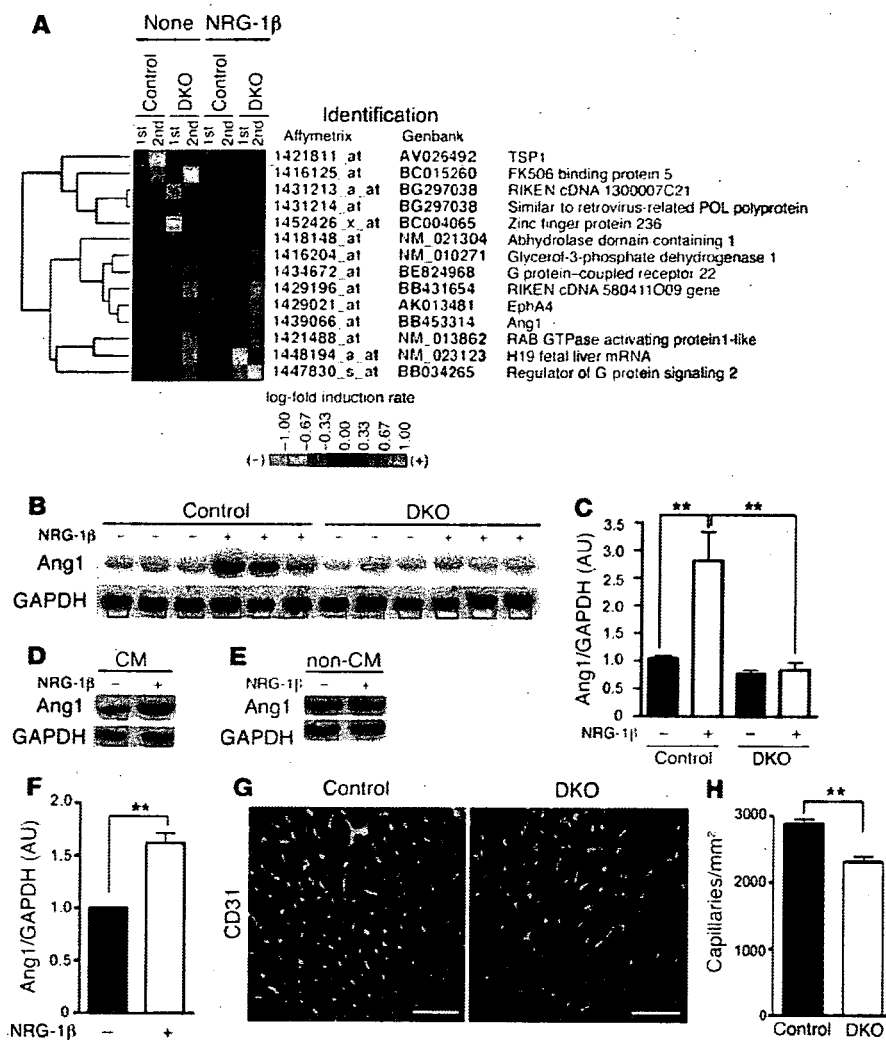 A
None NRG-1β
Control DKO Control DKO
1st 2nd 1st 2nd 1st 2nd 1st 2nd
Identification
Affymetrix Genbank
1421811_at AV026492 TSP1
1416125_at BC015260 FK506 binding protein 5
1431213_a_at BG297038 RIKEN cDNA 1300007C21
1431214_at BG297038 Similar to retrovirus-related POL polyprotein
1452426_x_at BC004065 Zinc finger protein 236
1418148_at NM_021304 Abhydrolase domain containing 1
1416204_at NM_010271 Glycerol-3-phosphate dehydrogenase 1
1434672_at BE824968 G protein–coupled receptor 22
1429196_at BB431654 RIKEN cDNA 580411O09 gene
1429021_at AK013481 EphA4
1439066_at BB453314 Ang1
1421488_at NM_013862 RAB GTPase activating protein1-like
1448194_a_at NM_023123 H19 fetal liver mRNA
1447830_s_at BB034265 Regulator of G protein signaling 2
log-fold induction rate
-1.00 -0.67 -0.33 0.00 0.33 0.67 1.00
(-) (+)
B
Control DKO
NRG-1β – – – + + + – – – + + +
Ang1
GAPDH
C
** **
3.5
3.0
2.5
2.0
1.5
1.0
0.5
0
Ang1/GAPDH (AU)
NRG-1β – + – +
Control DKO
D
CM
NRG-1β – +
Ang1
GAPDH
E
non-CM
NRG-1β – +
Ang1
GAPDH
F
**
2.0
1.5
1.0
0.5
0
Ang1/GAPDH (AU)
NRG-1β – +
G
Control DKO
CD31
H
**
3000
2000
1000
0
Capillaries/mm²
Control DKO